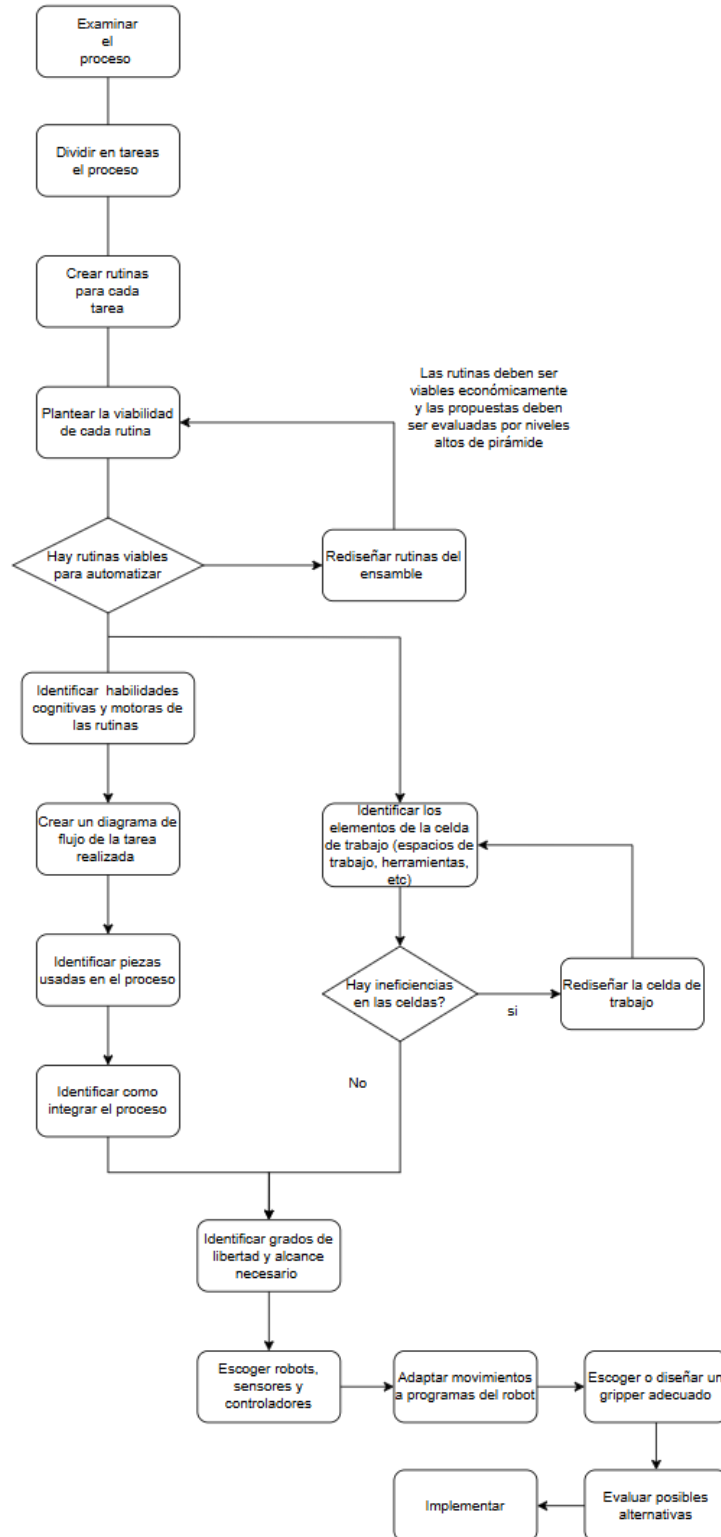 Examinar
el
proceso
Dividir en tareas
el proceso
Crear rutinas
para cada
tarea
Las rutinas deben ser
viables económicamente
y las propuestas deben
ser evaluadas por niveles
altos de pirámide
Plantear la viabilidad
de cada rutina
Hay rutinas viables
para automatizar
Rediseñar rutinas del
ensamble
Identificar habilidades
cognitivas y motoras de
las rutinas
Crear un diagrama de
flujo de la tarea
realizada
Identificar los
elementos de la celda
de trabajo (espacios de
trabajo, herramientas,
etc)
Identificar piezas
usadas en el proceso
Hay ineficiencias
en las celdas?
si
Rediseñar la celda de
trabajo
No
Identificar como
integrar el proceso
Identificar grados de
libertad y alcance
necesario
Escoger robots,
sensores y
controladores
Adaptar movimientos
a programas del robot
Escoger o diseñar un
gripper adecuado
Implementar
Evaluar posibles
alternativas